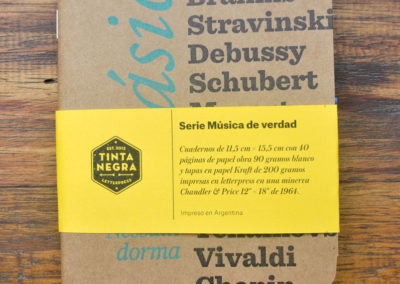 Stravinski
Debussy
Schubert
ásic
EST. 2012
TINTA
NEGRA
LETTERPRESS
Serie Música de verdad
Cuadernos de 11,5 cm × 15,5 cm con 40
páginas de papel obra 90 gramos blanco
y tapas en papel Kraft de 200 gramos
impresas en letterpress en una minerva
Chandler & Price 12" × 18" de 1964.
Impreso en Argentina
dorma
Vivaldi
Chopin